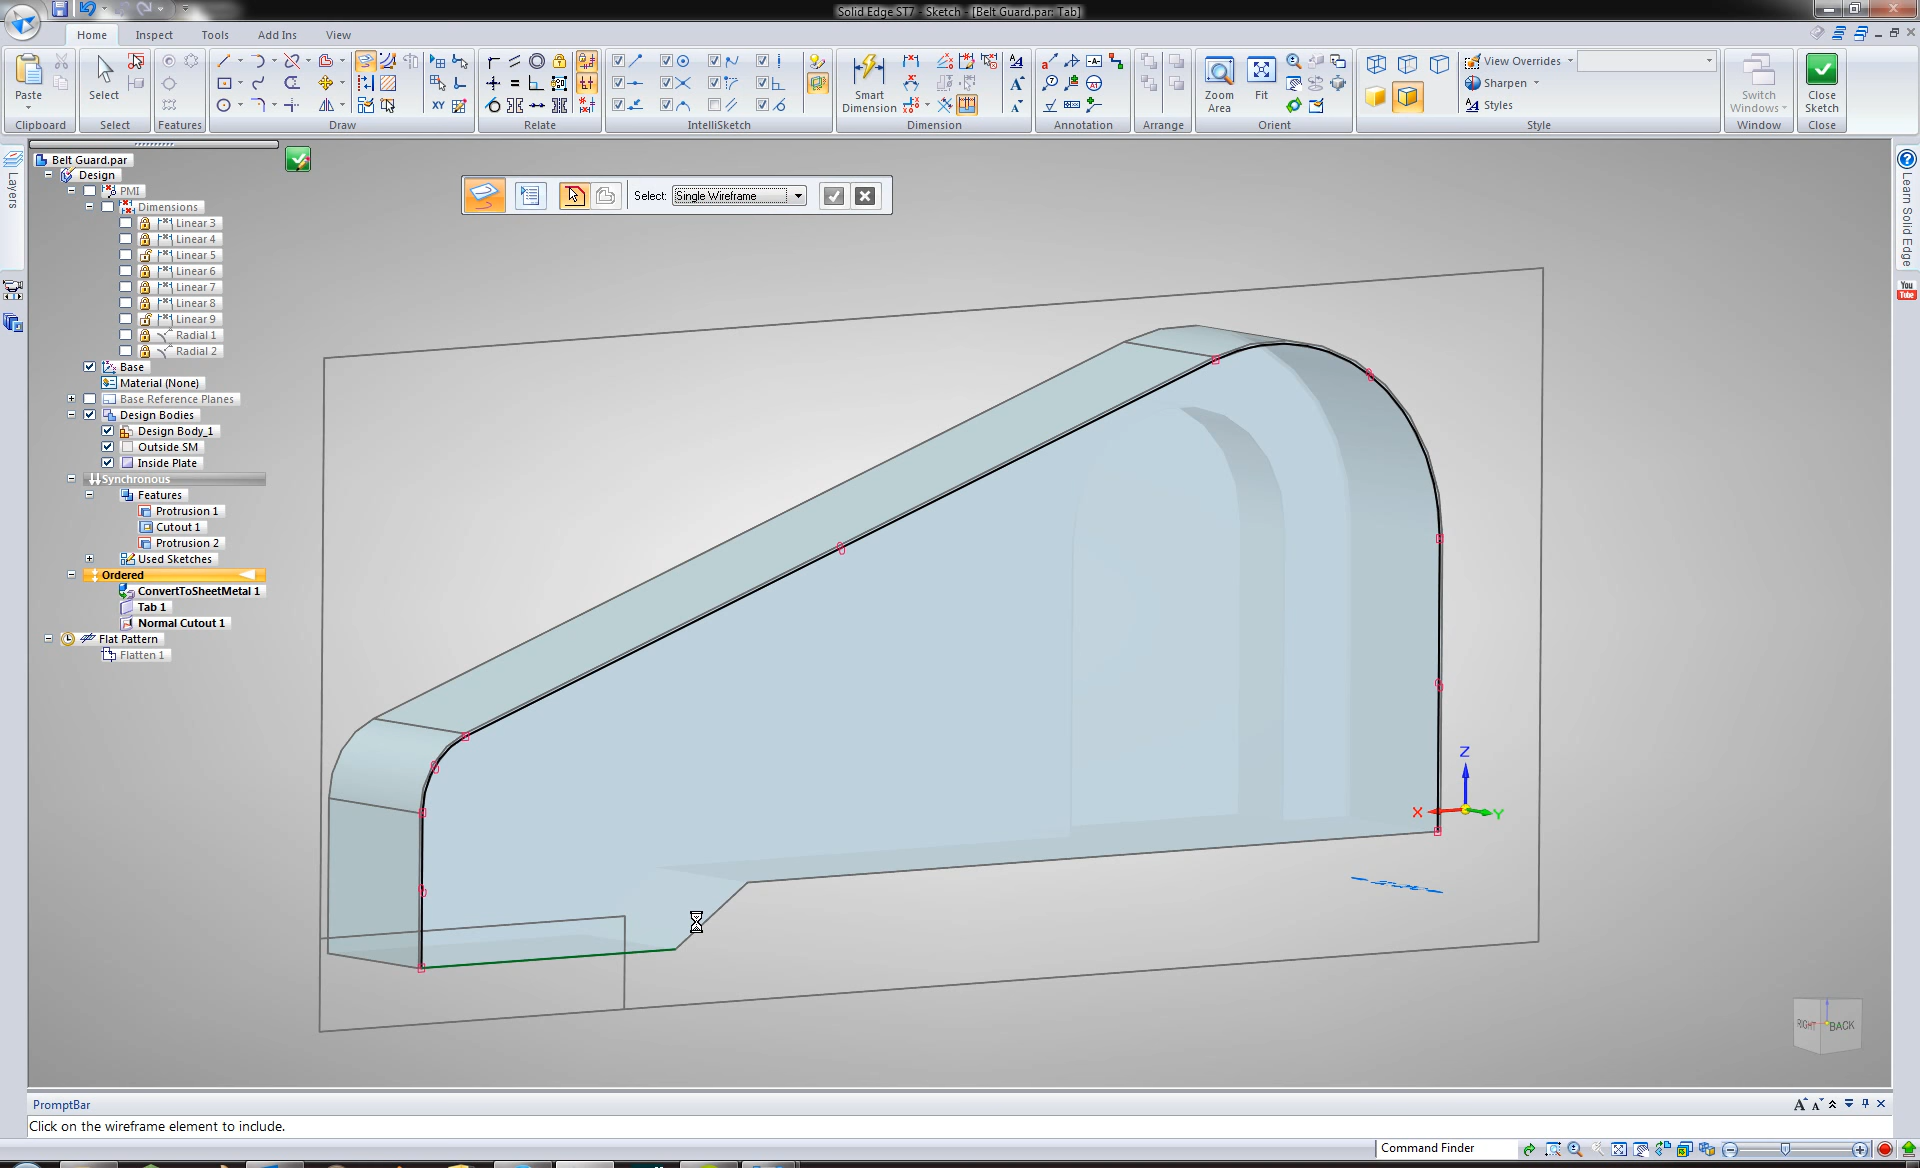 Solid Edge ST7 - Sketch - [Belt Guard.par: Tab]
Home Inspect Tools Add Ins View
Paste
Clipboard
Select
Select
Features
Draw
XY
Relate
IntelliSketch
Smart Dimension
Dimension
Annotation
Arrange
Zoom Area
Fit
Orient
View Overrides
Sharpen
Styles
Style
Switch Windows
Window
Close Sketch
Close
Layers
Belt Guard.par
Design
PMI
Dimensions
Linear 3
Linear 4
Linear 5
Linear 6
Linear 7
Linear 8
Linear 9
Radial 1
Radial 2
Base
Material (None)
Base Reference Planes
Design Bodies
Design Body_1
Outside SM
Inside Plate
Synchronous
Features
Protrusion 1
Cutout 1
Protrusion 2
Used Sketches
Ordered
ConvertToSheetMetal 1
Tab 1
Normal Cutout 1
Flat Pattern
Flatten 1
Select: Single Wireframe
Learn Solid Edge
You Tube
Z
X
Y
RIGHT BACK
PromptBar
Click on the wireframe element to include.
Command Finder